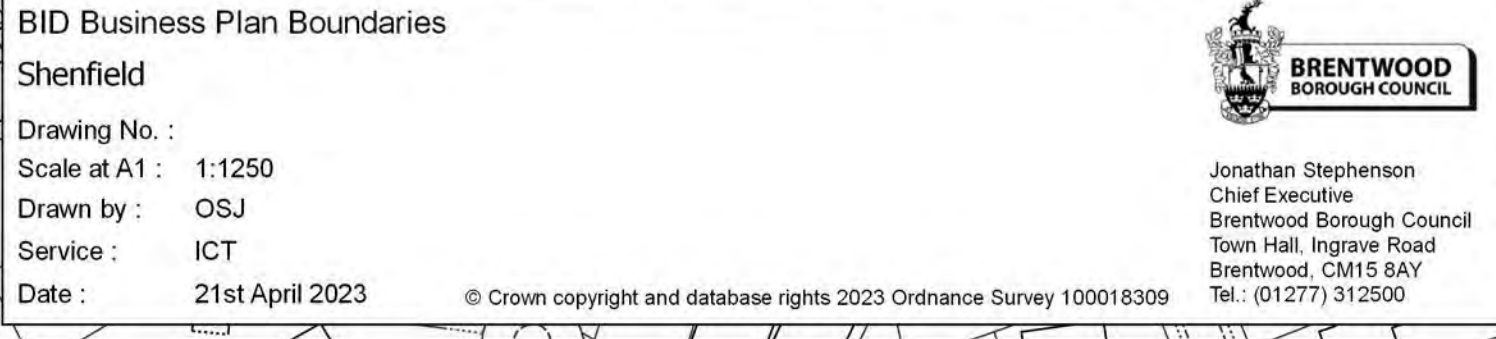 BID Business Plan Boundaries
Shenfield
Drawing No. :
Scale at A1 : 1:1250
Drawn by : OSJ
Service : ICT
Date : 21st April 2023
© Crown copyright and database rights 2023 Ordnance Survey 100018309
BRENTWOOD
BOROUGH COUNCIL
Jonathan Stephenson
Chief Executive
Brentwood Borough Council
Town Hall, Ingrave Road
Brentwood, CM15 8AY
Tel.: (01277) 312500